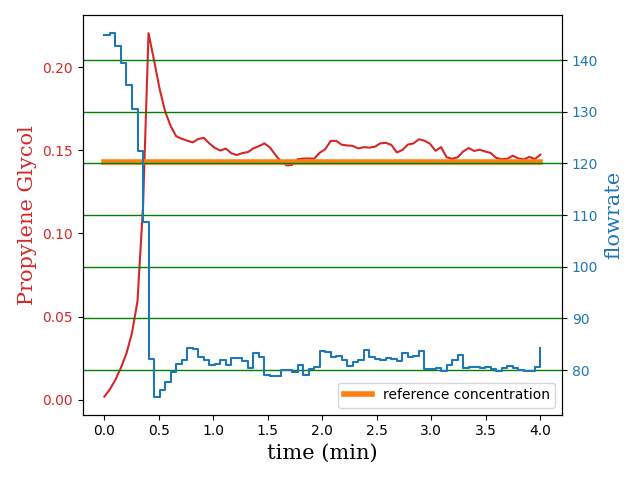 Propylene Glycol
0.20
0.15
0.10
0.05
0.00
140
130
120
110
100
90
80
flowrate
reference concentration
0.0 0.5 1.0 1.5 2.0 2.5 3.0 3.5 4.0
time (min)